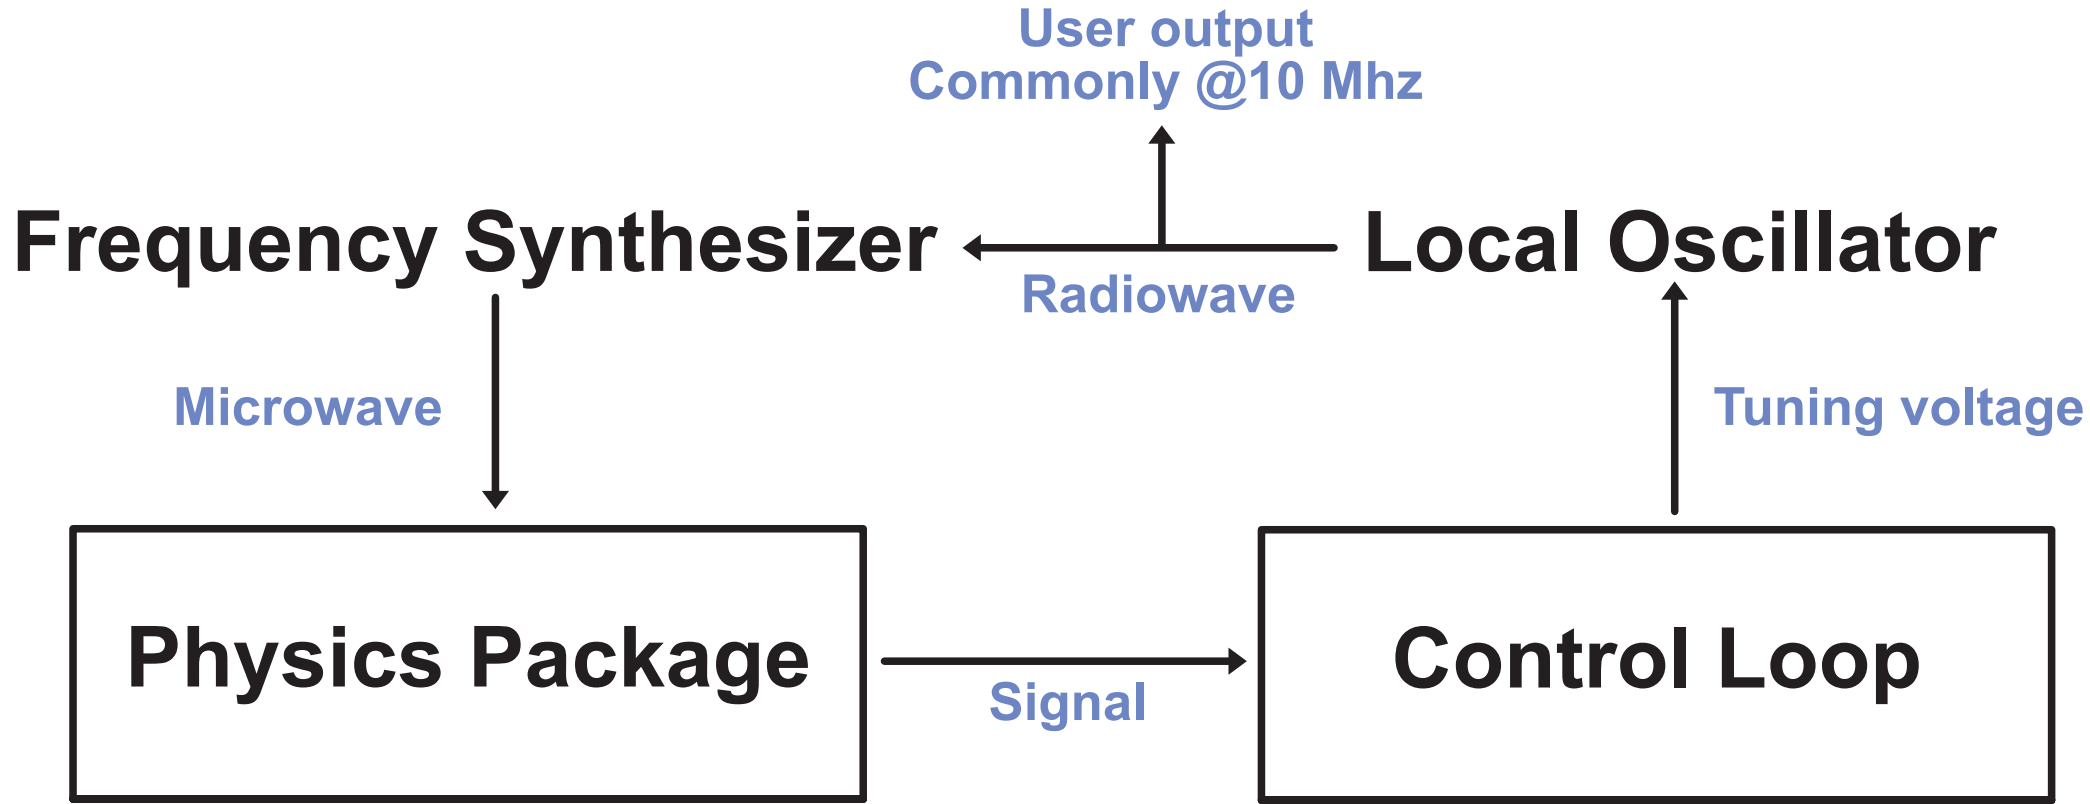 User output
Commonly @10 Mhz
Frequency Synthesizer
Local Oscillator
Radiowave
Microwave
Tuning voltage
Physics Package
Control Loop
Signal